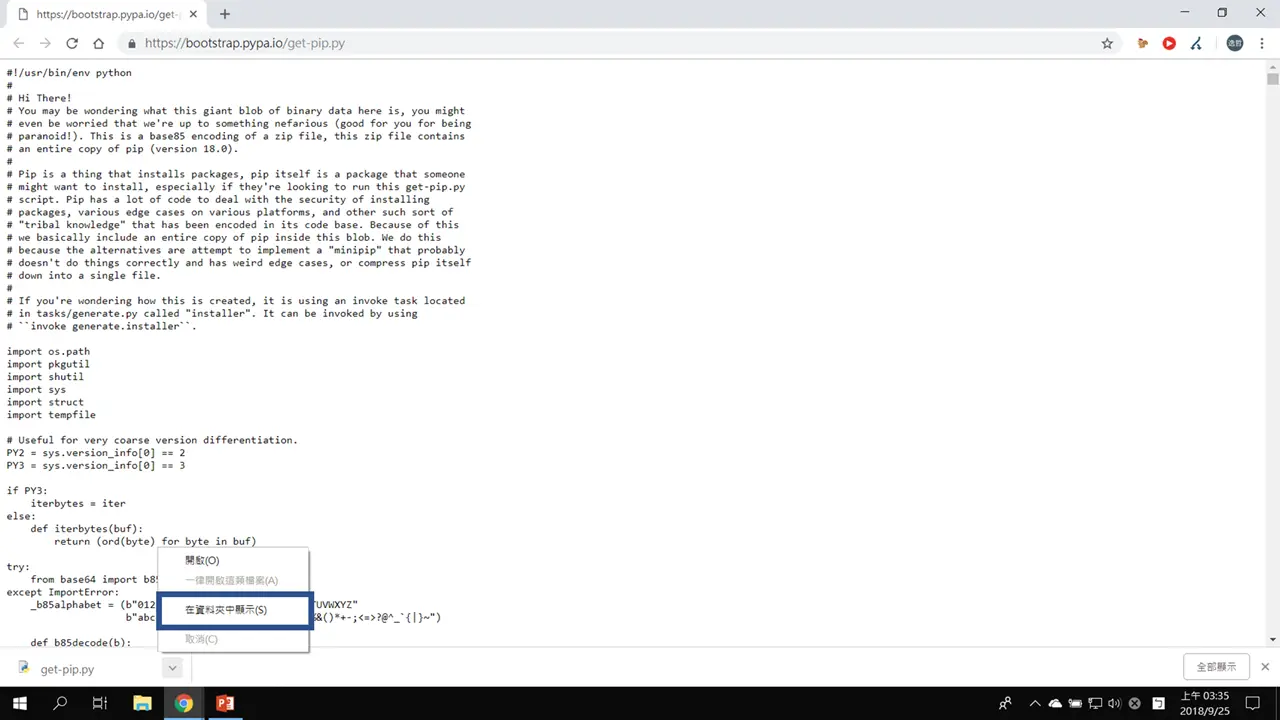 https://bootstrap.pypa.io/get-
https://bootstrap.pypa.io/get-pip.py
#!/usr/bin/env python
#
# Hi There!
# You may be wondering what this giant blob of binary data here is, you might
# even be worried that we're up to something nefarious (good for you for being
# paranoid!). This is a base85 encoding of a zip file, this zip file contains
# an entire copy of pip (version 18.0).
#
# Pip is a thing that installs packages, pip itself is a package that someone
# might want to install, especially if they're looking to run this get-pip.py
# script. Pip has a lot of code to deal with the security of installing
# packages, various edge cases on various platforms, and other such sort of
# "tribal knowledge" that has been encoded in its code base. Because of this
# we basically include an entire copy of pip inside this blob. We do this
# because the alternatives are attempt to implement a "minipip" that probably
# doesn't do things correctly and has weird edge cases, or compress pip itself
# down into a single file.
#
# If you're wondering how this is created, it is using an invoke task located
# in tasks/generate.py called "installer". It can be invoked by using
# ``invoke generate.installer``.
import os.path
import pkgutil
import shutil
import sys
import struct
import tempfile
# Useful for very coarse version differentiation.
PY2 = sys.version_info[0] == 2
PY3 = sys.version_info[0] == 3
if PY3:
iterbytes = iter
else:
def iterbytes(buf):
return (ord(byte) for byte in buf)
try:
from base64 import b85
except ImportError:
_b85alphabet = (b"012 UVWXYZ"
b"abc &()*+-;<=>?@^_`{|}~")
def b85decode(b):
開啟(O)
一律開啟這類檔案(A)
在資料夾中顯示(S)
取消(C)
get-pip.py
全部顯示
上午 03:35
2018/9/25